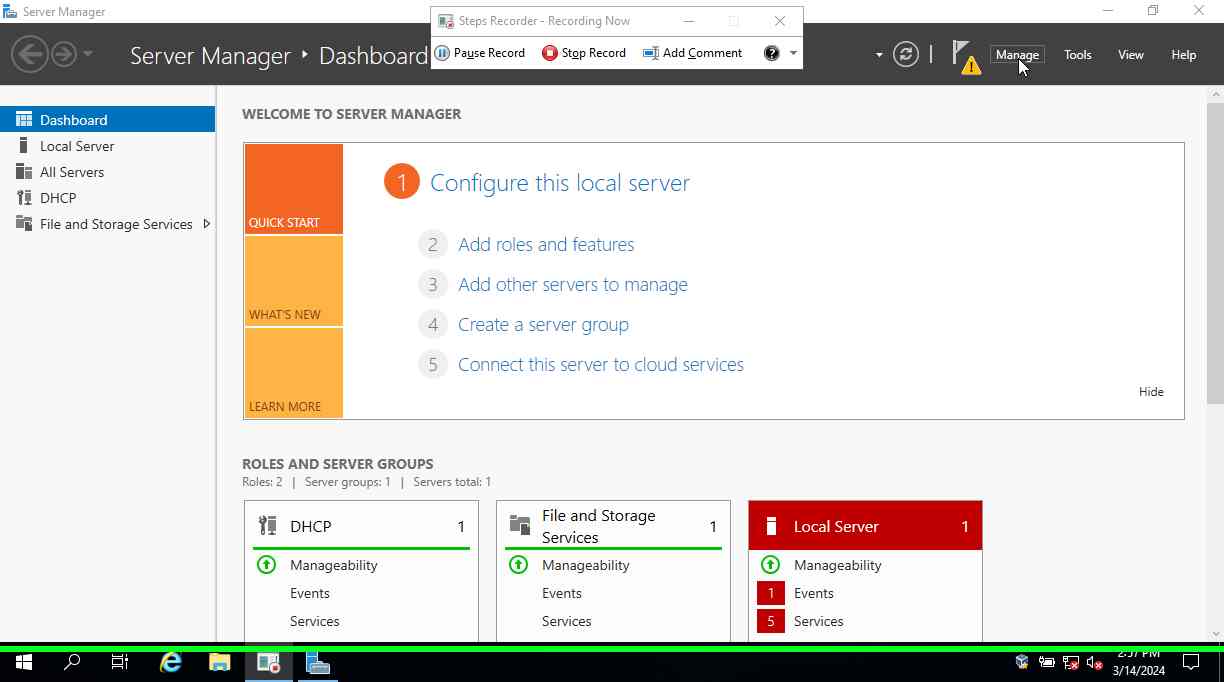 Server Manager
Steps Recorder - Recording Now
Pause Record
Stop Record
Add Comment
Server Manager
Dashboard
Manage
Tools
View
Help
Dashboard
Local Server
All Servers
DHCP
File and Storage Services
WELCOME TO SERVER MANAGER
QUICK START
WHAT'S NEW
LEARN MORE
1 Configure this local server
2 Add roles and features
3 Add other servers to manage
4 Create a server group
5 Connect this server to cloud services
Hide
ROLES AND SERVER GROUPS
Roles: 2 | Server groups: 1 | Servers total: 1
DHCP 1
Manageability
Events
Services
File and Storage
Services 1
Manageability
Events
Services
Local Server 1
Manageability
1 Events
5 Services
2:57 PM
3/14/2024